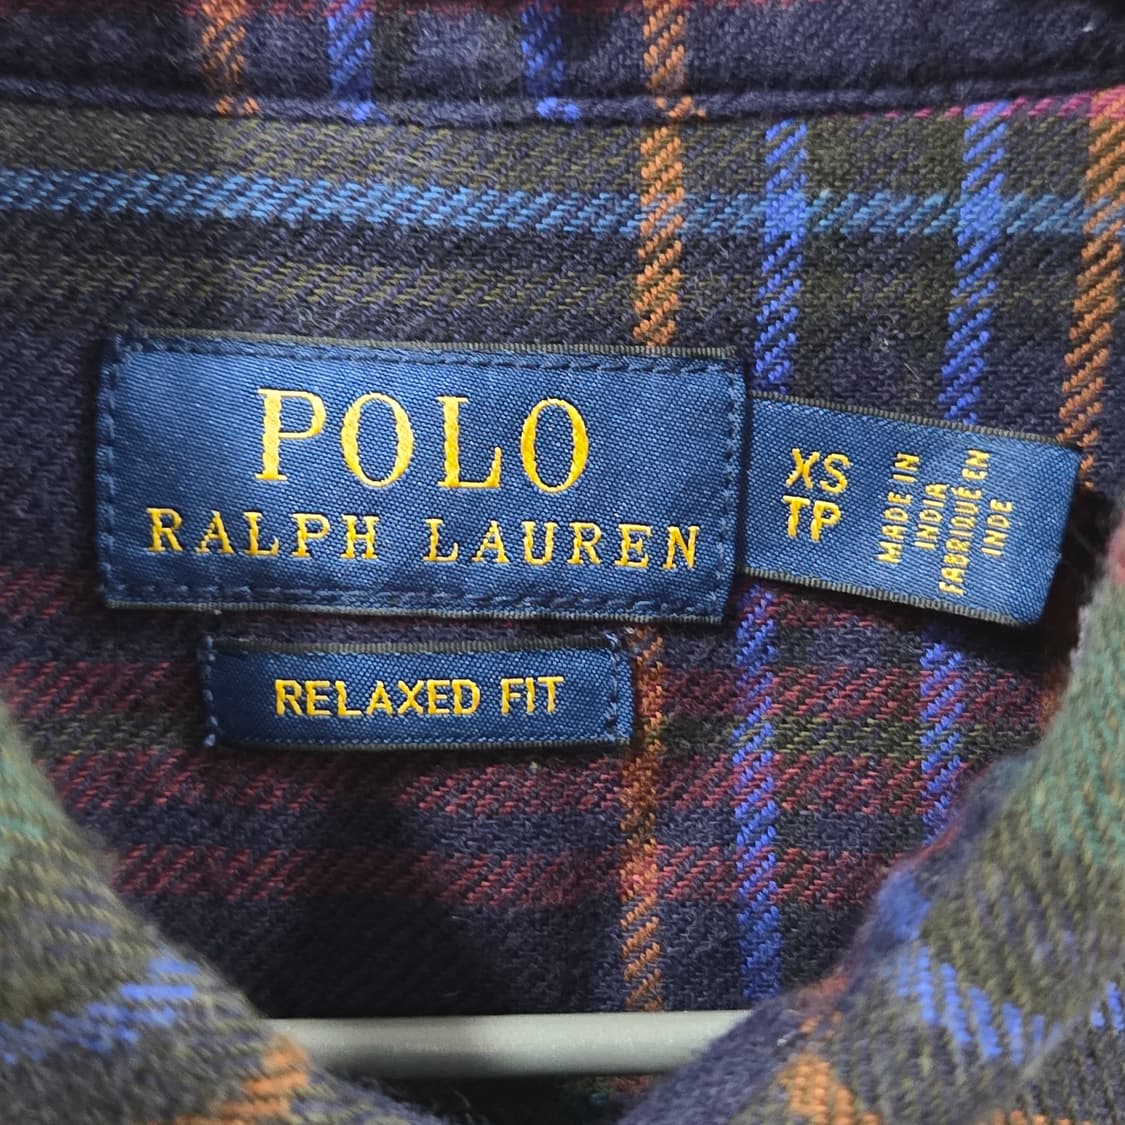 POLO
RALPH LAUREN
XS
TP
MADE IN
INDIA
FABRIQUÉ EN
INDE
RELAXED FIT